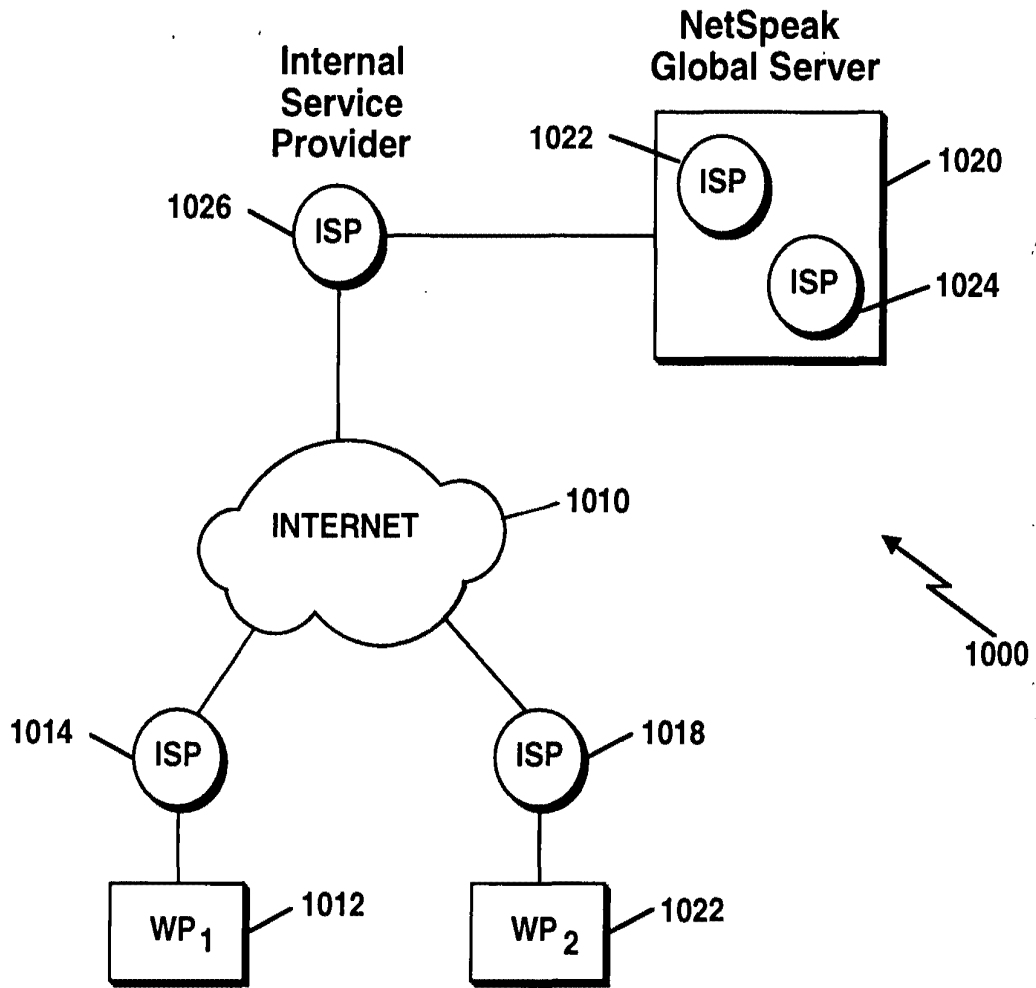 NetSpeak
Global Server
Internal
Service
Provider
1022
ISP
1020
1026
ISP
ISP
1024
INTERNET
1010
1000
1014
ISP
ISP
1018
WP1
1012
WP2
1022